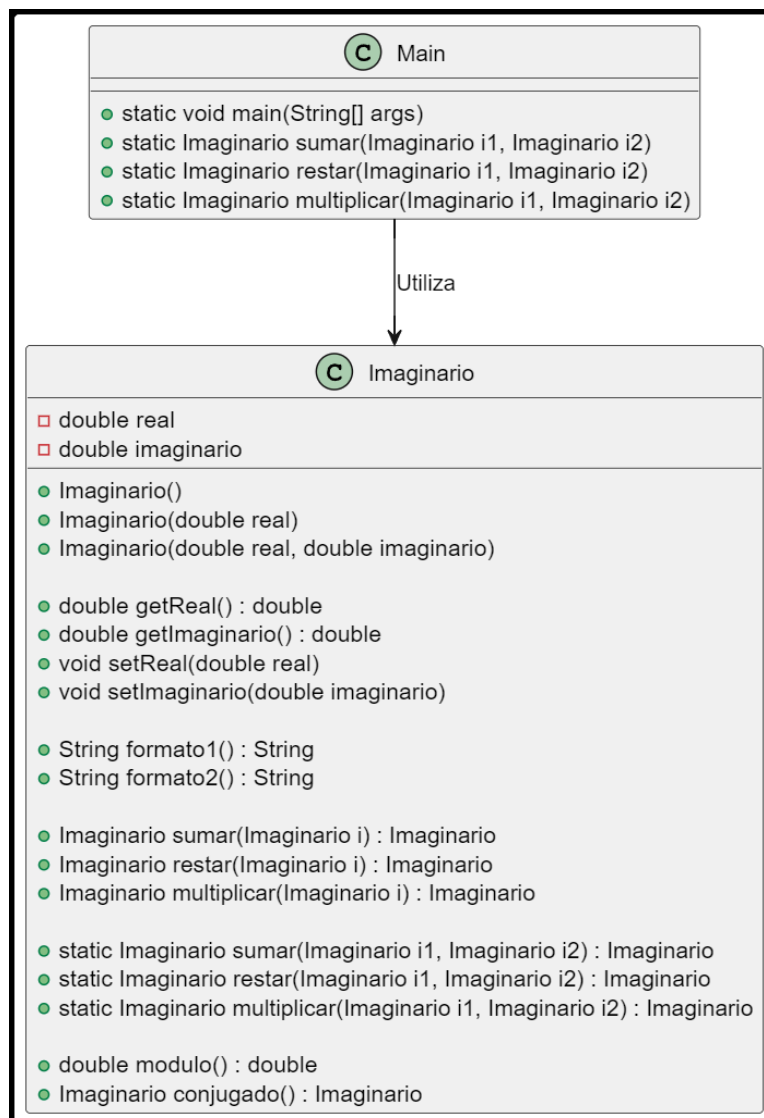 C Main
static void main(String[] args)
static Imaginario sumar(Imaginario i1, Imaginario i2)
static Imaginario restar(Imaginario i1, Imaginario i2)
static Imaginario multiplicar(Imaginario i1, Imaginario i2)
Utiliza
C Imaginario
double real
double imaginario
Imaginario()
Imaginario(double real)
Imaginario(double real, double imaginario)
double getReal() : double
double getImaginario() : double
void setReal(double real)
void setImaginario(double imaginario)
String formato1() : String
String formato2() : String
Imaginario sumar(Imaginario i) : Imaginario
Imaginario restar(Imaginario i) : Imaginario
Imaginario multiplicar(Imaginario i) : Imaginario
static Imaginario sumar(Imaginario i1, Imaginario i2) : Imaginario
static Imaginario restar(Imaginario i1, Imaginario i2) : Imaginario
static Imaginario multiplicar(Imaginario i1, Imaginario i2) : Imaginario
double modulo() : double
Imaginario conjugado() : Imaginario